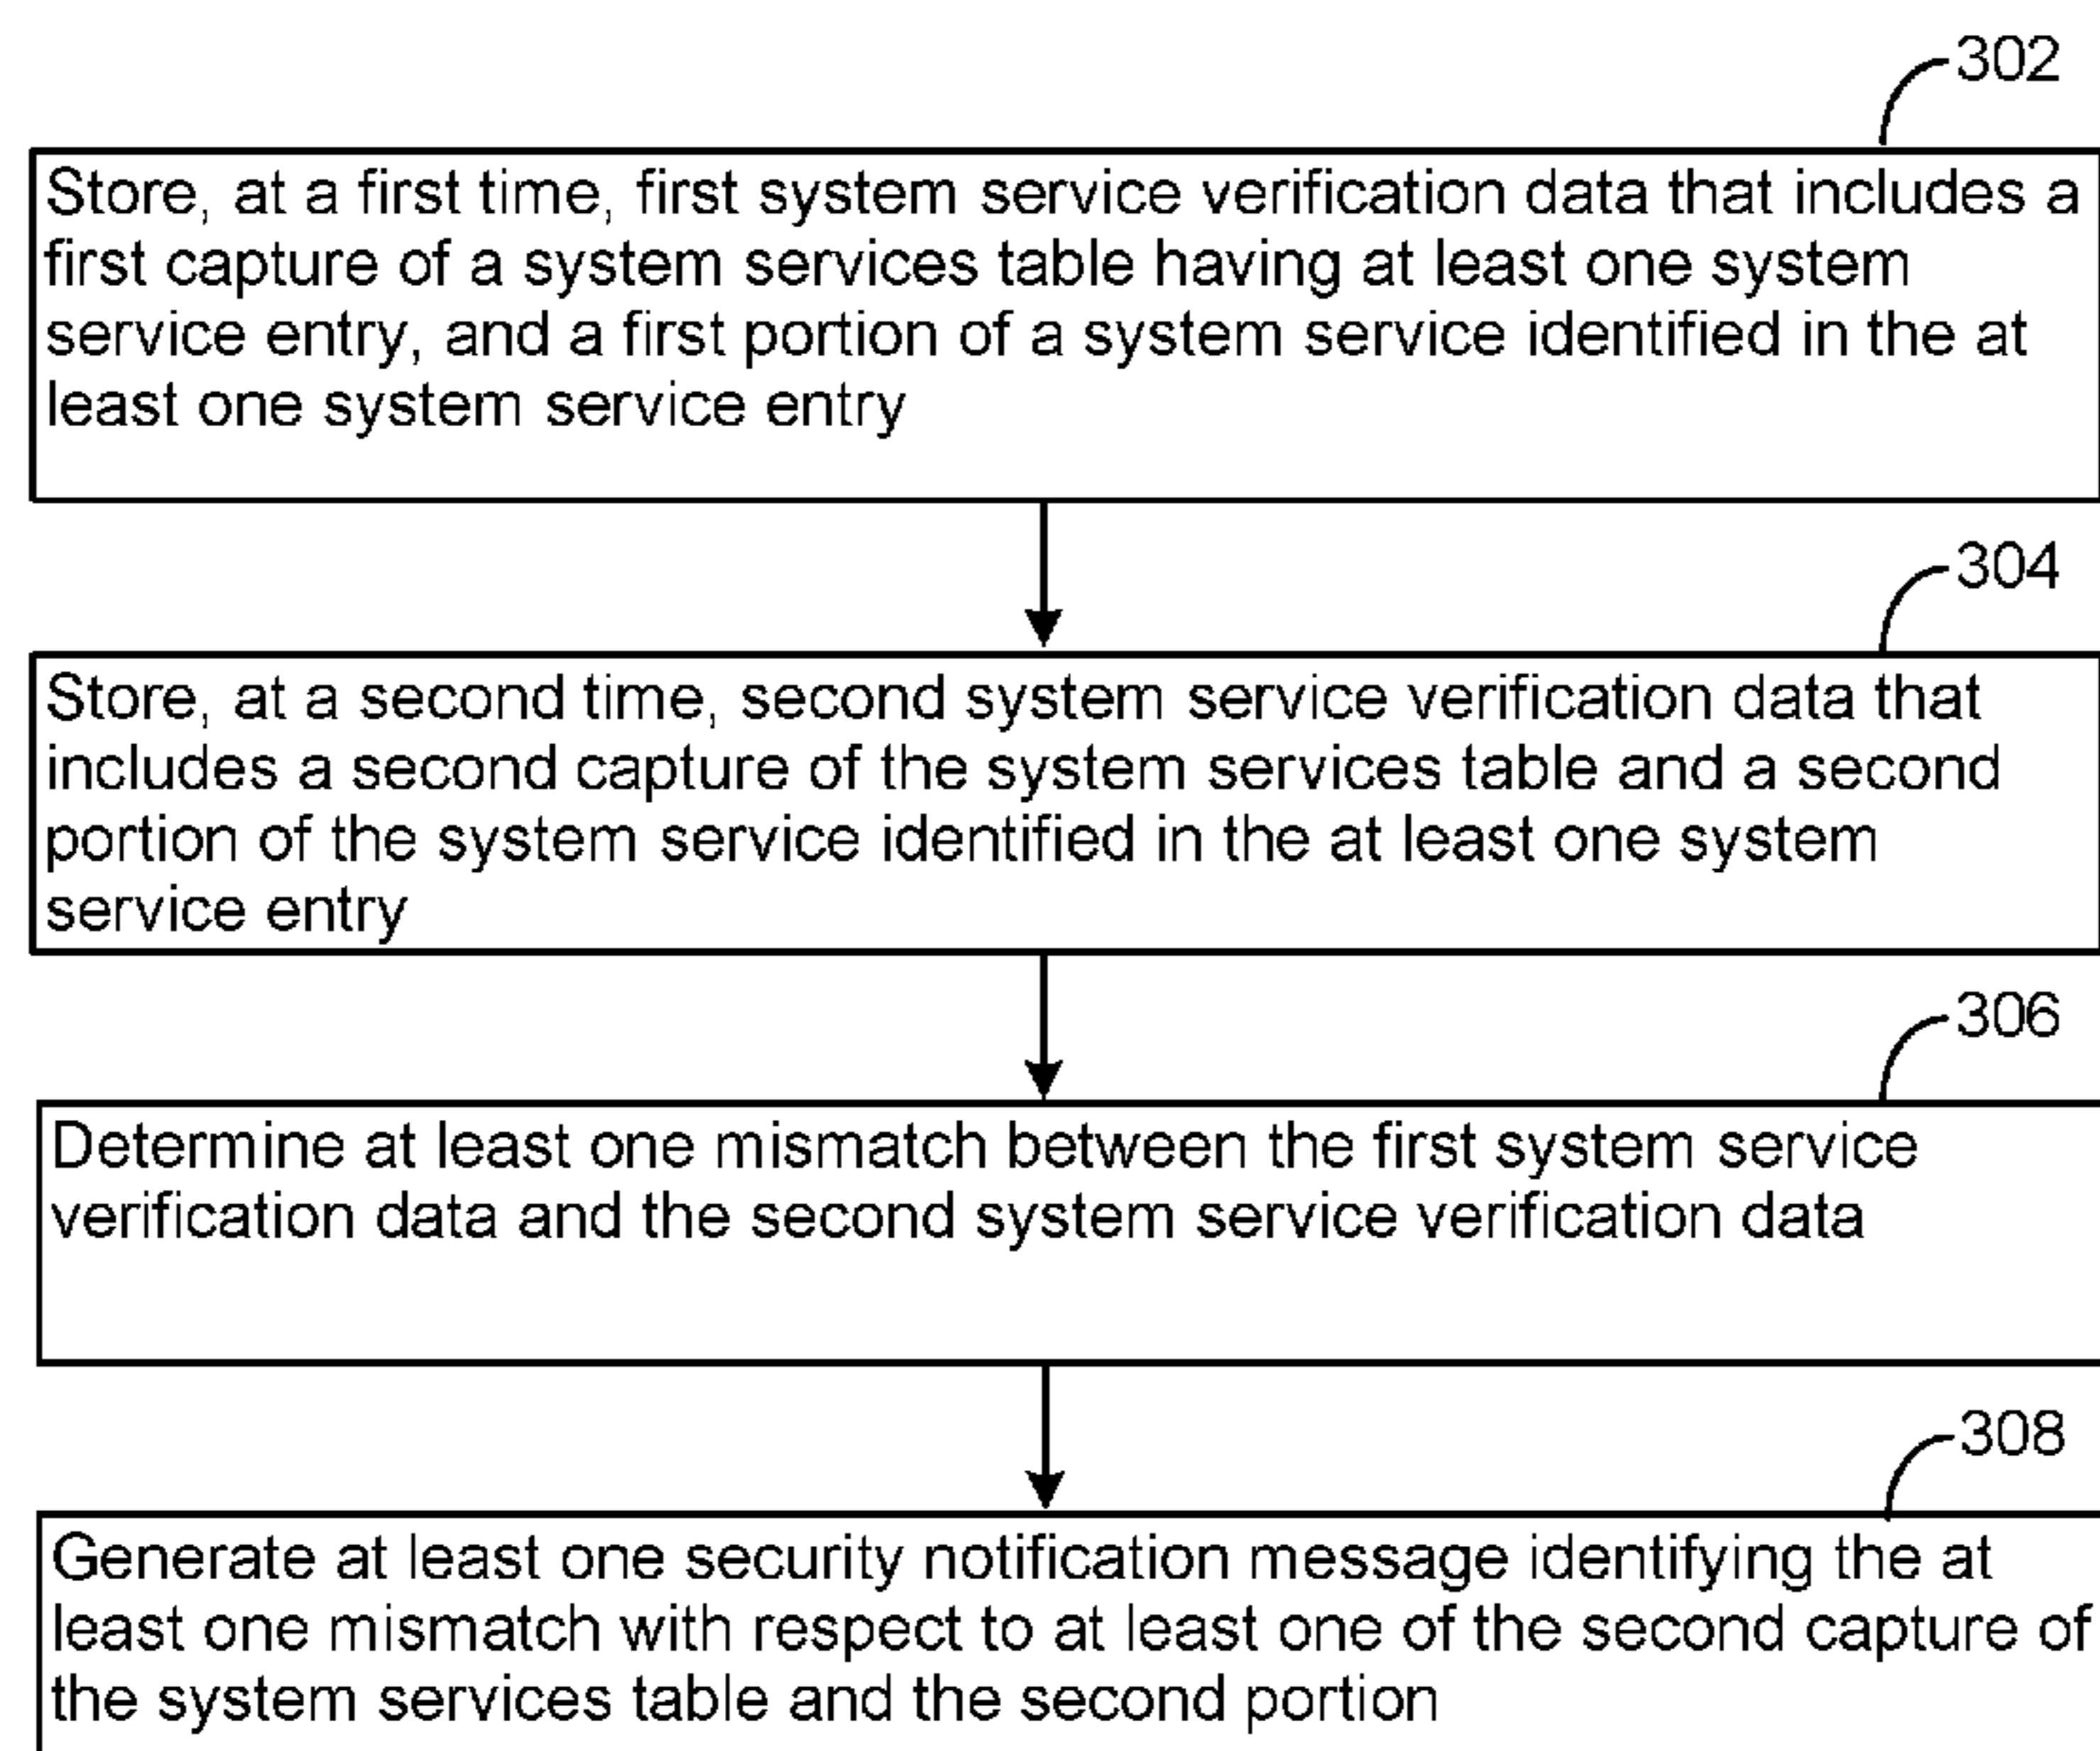 302
Store, at a first time, first system service verification data that includes a
first capture of a system services table having at least one system
service entry, and a first portion of a system service identified in the at
least one system service entry
304
Store, at a second time, second system service verification data that
includes a second capture of the system services table and a second
portion of the system service identified in the at least one system
service entry
306
Determine at least one mismatch between the first system service
verification data and the second system service verification data
308
Generate at least one security notification message identifying the at
least one mismatch with respect to at least one of the second capture of
the system services table and the second portion